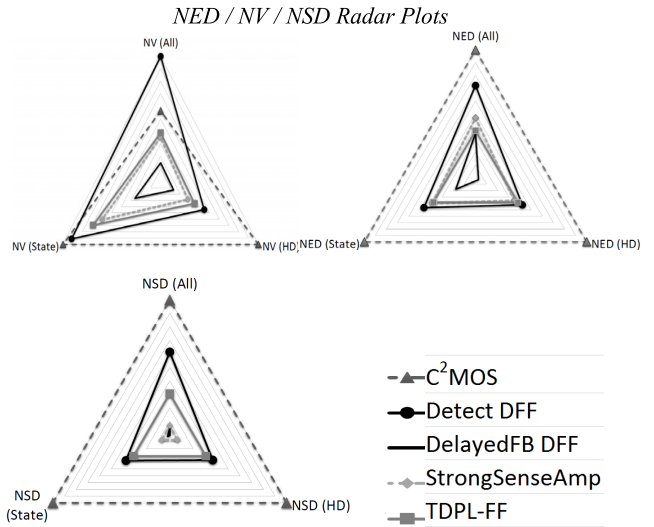 NED / NV / NSD Radar Plots
NV (All)
NED (All)
NV (State)
NV (HD)
NED (State)
NED (HD)
NSD (All)
NSD
(State)
NSD (HD)
C²MOS
Detect DFF
DelayedFB DFF
StrongSenseAmp
TDPL-FF